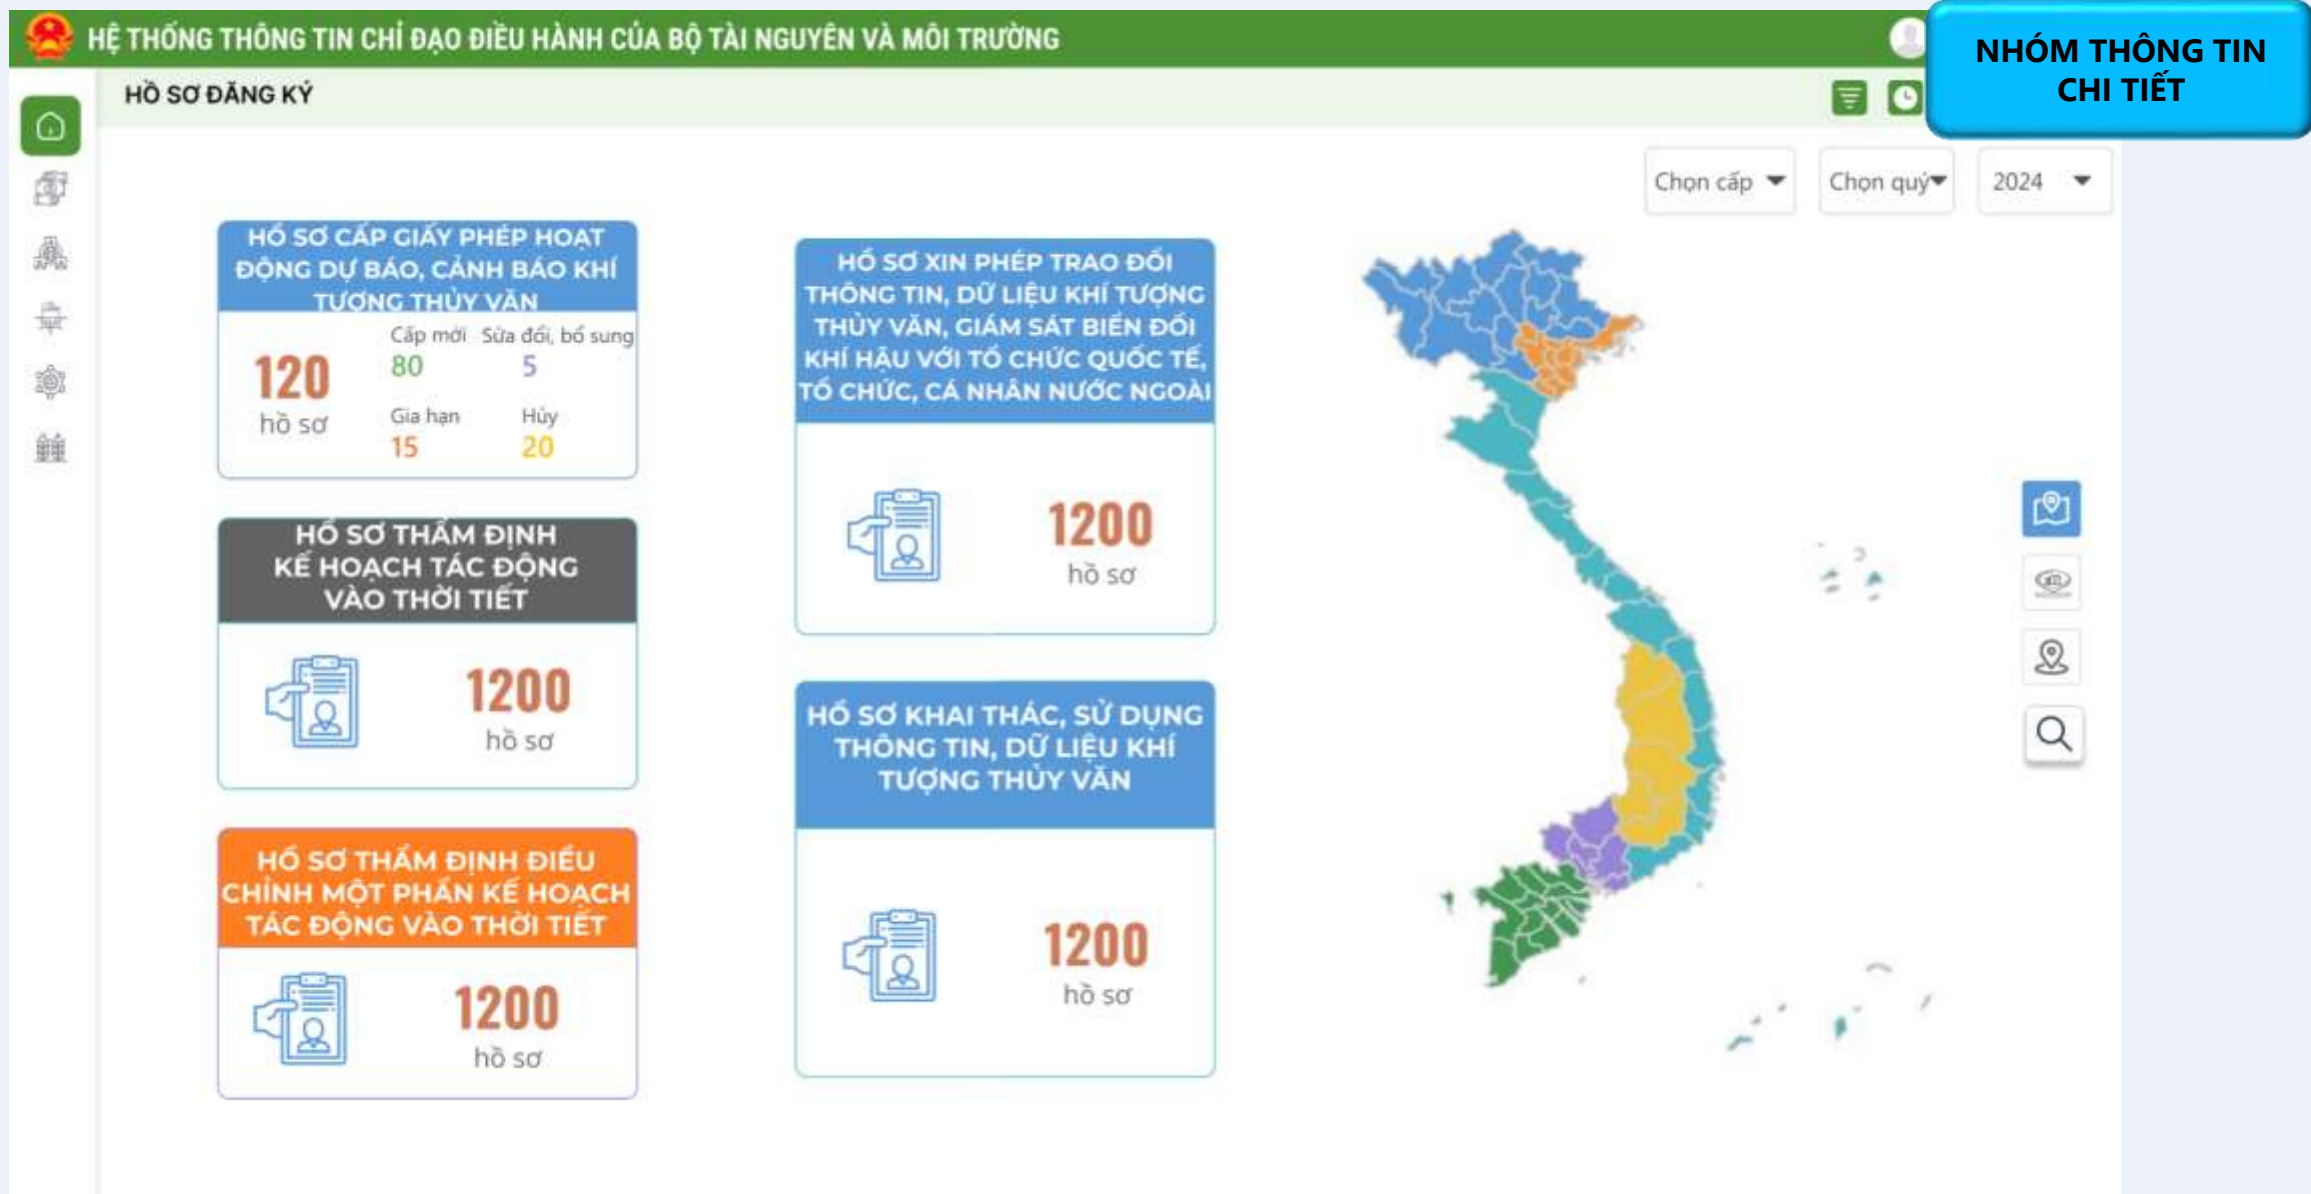 HỆ THỐNG THÔNG TIN CHỈ ĐẠO ĐIỀU HÀNH CỦA BỘ TÀI NGUYÊN VÀ MÔI TRƯỜNG
NHÓM THÔNG TIN
CHI TIẾT
HỒ SƠ ĐĂNG KÝ
Chọn cấp
Chọn quý
2024
HỒ SƠ CẤP GIẤY PHÉP HOẠT
ĐỘNG DỰ BÁO, CẢNH BÁO KHÍ
TƯỢNG THỦY VĂN
120
hồ sơ
Cấp mới
80
Sửa đổi, bổ sung
5
Gia hạn
15
Hủy
20
HỒ SƠ THẨM ĐỊNH
KẾ HOẠCH TÁC ĐỘNG
VÀO THỜI TIẾT
1200
hồ sơ
HỒ SƠ THẨM ĐỊNH ĐIỀU
CHỈNH MỘT PHẦN KẾ HOẠCH
TÁC ĐỘNG VÀO THỜI TIẾT
1200
hồ sơ
HỒ SƠ XIN PHÉP TRAO ĐỔI
THÔNG TIN, DỮ LIỆU KHÍ TƯỢNG
THỦY VĂN, GIÁM SÁT BIẾN ĐỔI
KHÍ HẬU VỚI TỔ CHỨC QUỐC TẾ,
TỔ CHỨC, CÁ NHÂN NƯỚC NGOÀI
1200
hồ sơ
HỒ SƠ KHAI THÁC, SỬ DỤNG
THÔNG TIN, DỮ LIỆU KHÍ
TƯỢNG THỦY VĂN
1200
hồ sơ